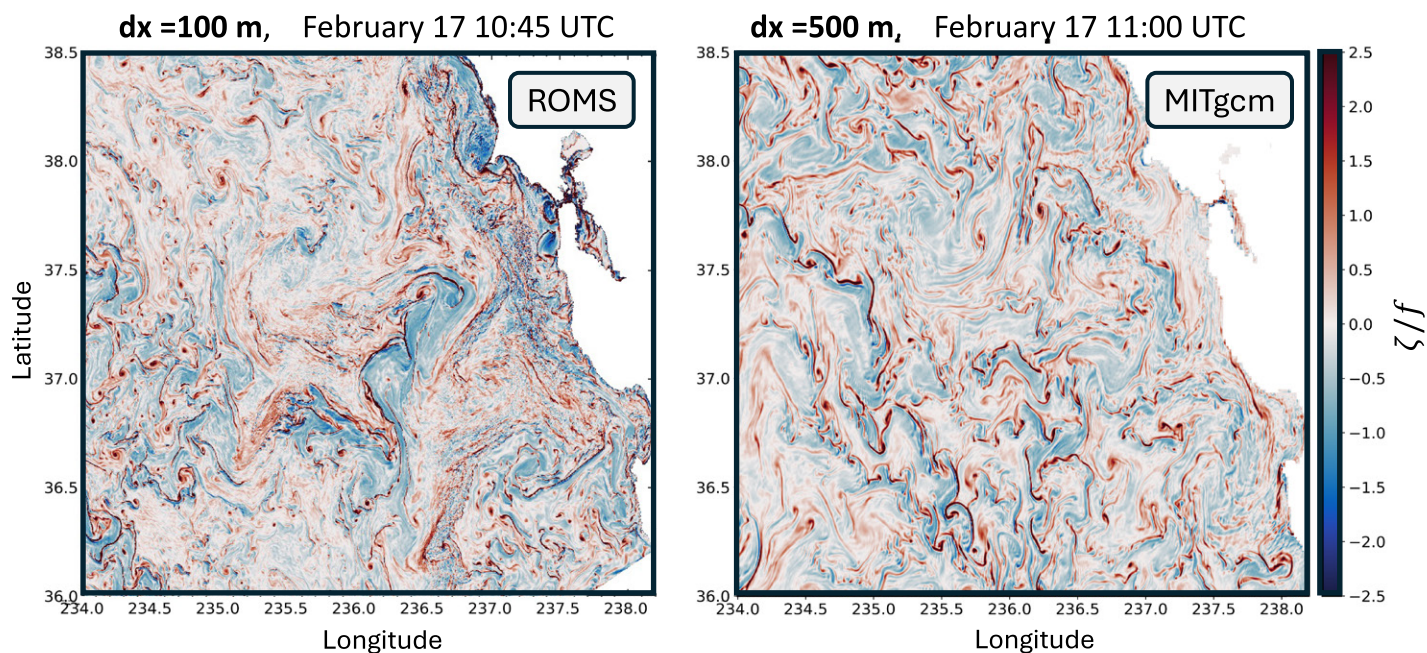 dx =100 m, February 17 10:45 UTC
ROMS
38.5
38.0
37.5
37.0
36.5
36.0
Latitude
234.0 234.5 235.0 235.5 236.0 236.5 237.0 237.5 238.0
Longitude
dx =500 m, February 17 11:00 UTC
MITgcm
38.5
38.0
37.5
37.0
36.5
36.0
234.0 234.5 235.0 235.5 236.0 236.5 237.0 237.5 238.0
Longitude
2.5
2.0
1.5
1.0
0.5
0.0
−0.5
−1.0
−1.5
−2.0
−2.5
ζ/f